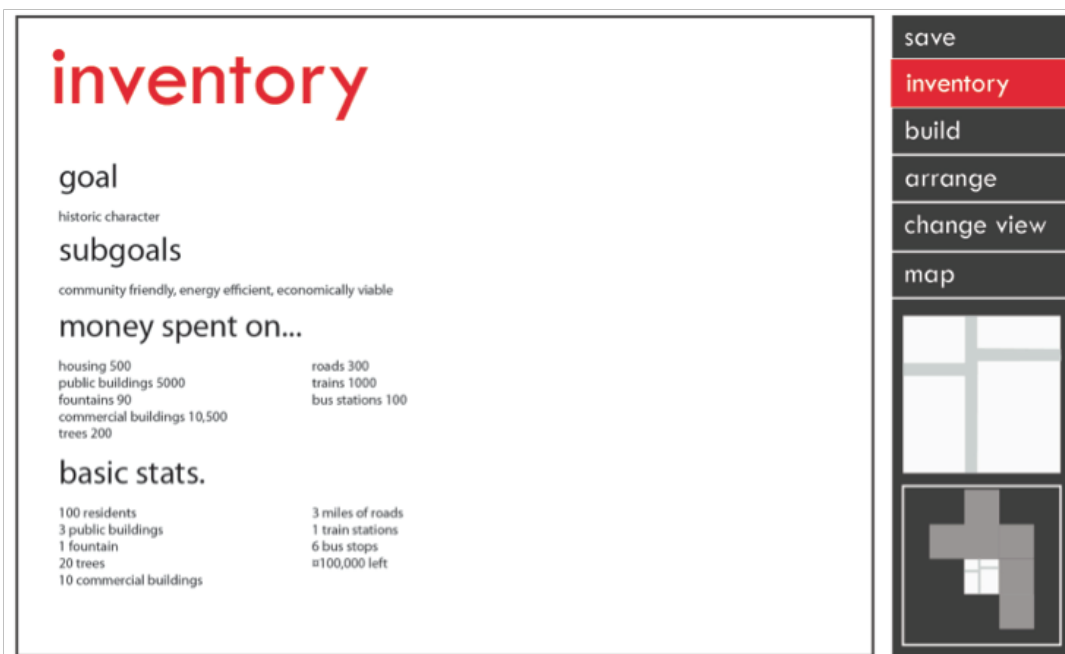 inventory
goal
historic character
subgoals
community friendly, energy efficient, economically viable
money spent on...
housing 500
public buildings 5000
fountains 90
commercial buildings 10,500
trees 200
roads 300
trains 1000
bus stations 100
basic stats.
100 residents
3 public buildings
1 fountain
20 trees
10 commercial buildings
3 miles of roads
1 train stations
6 bus stops
¤100,000 left
save
inventory
build
arrange
change view
map